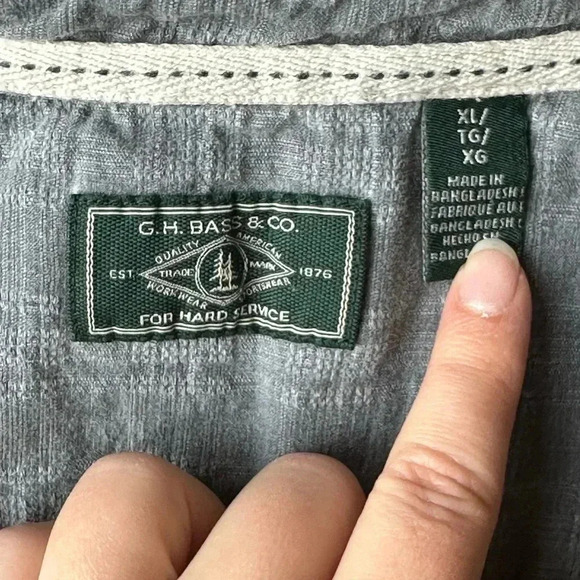 G.H. BASS & CO.
QUALITY AMERICAN
EST. TRADE MARK 1876
WORKWEAR SPORTSWEAR
FOR HARD SERVICE
XL/
TG/
XG
MADE IN
BANGLADESH
FABRIQUE AU
BANGLADESH
HECHO EN